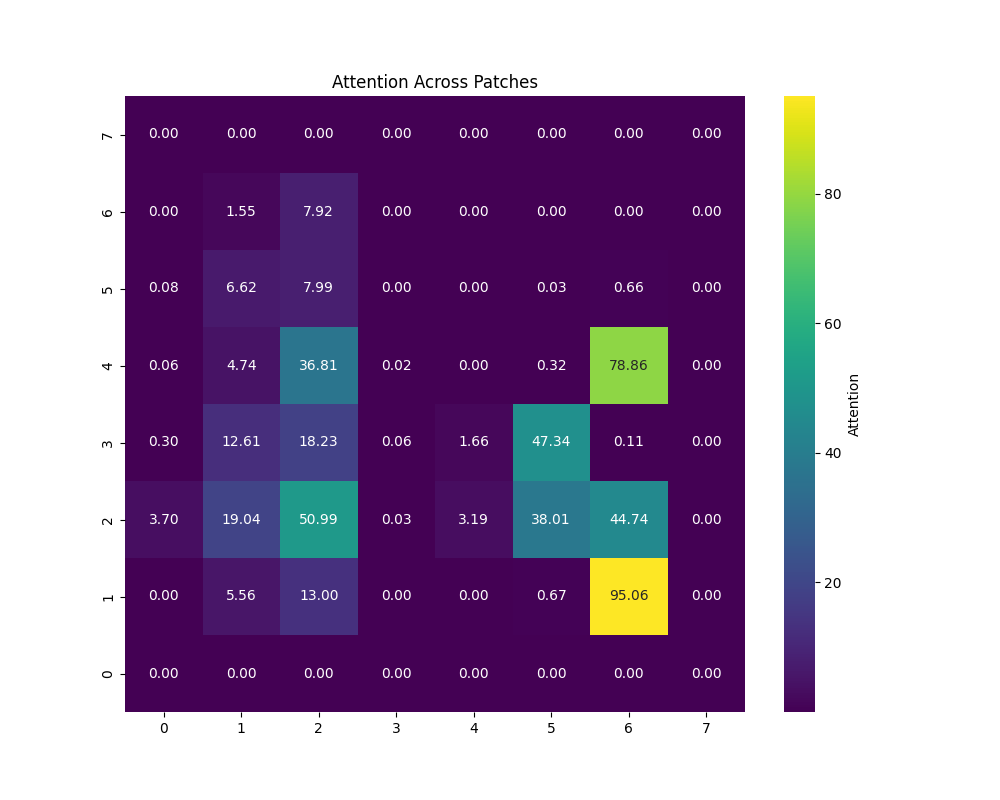 Attention Across Patches
7 0.00 0.00 0.00 0.00 0.00 0.00 0.00 0.00
6 0.00 1.55 7.92 0.00 0.00 0.00 0.00 0.00
5 0.08 6.62 7.99 0.00 0.00 0.03 0.66 0.00
4 0.06 4.74 36.81 0.02 0.00 0.32 78.86 0.00
3 0.30 12.61 18.23 0.06 1.66 47.34 0.11 0.00
2 3.70 19.04 50.99 0.03 3.19 38.01 44.74 0.00
1 0.00 5.56 13.00 0.00 0.00 0.67 95.06 0.00
0 0.00 0.00 0.00 0.00 0.00 0.00 0.00 0.00
0 1 2 3 4 5 6 7
80
60
40
20
Attention